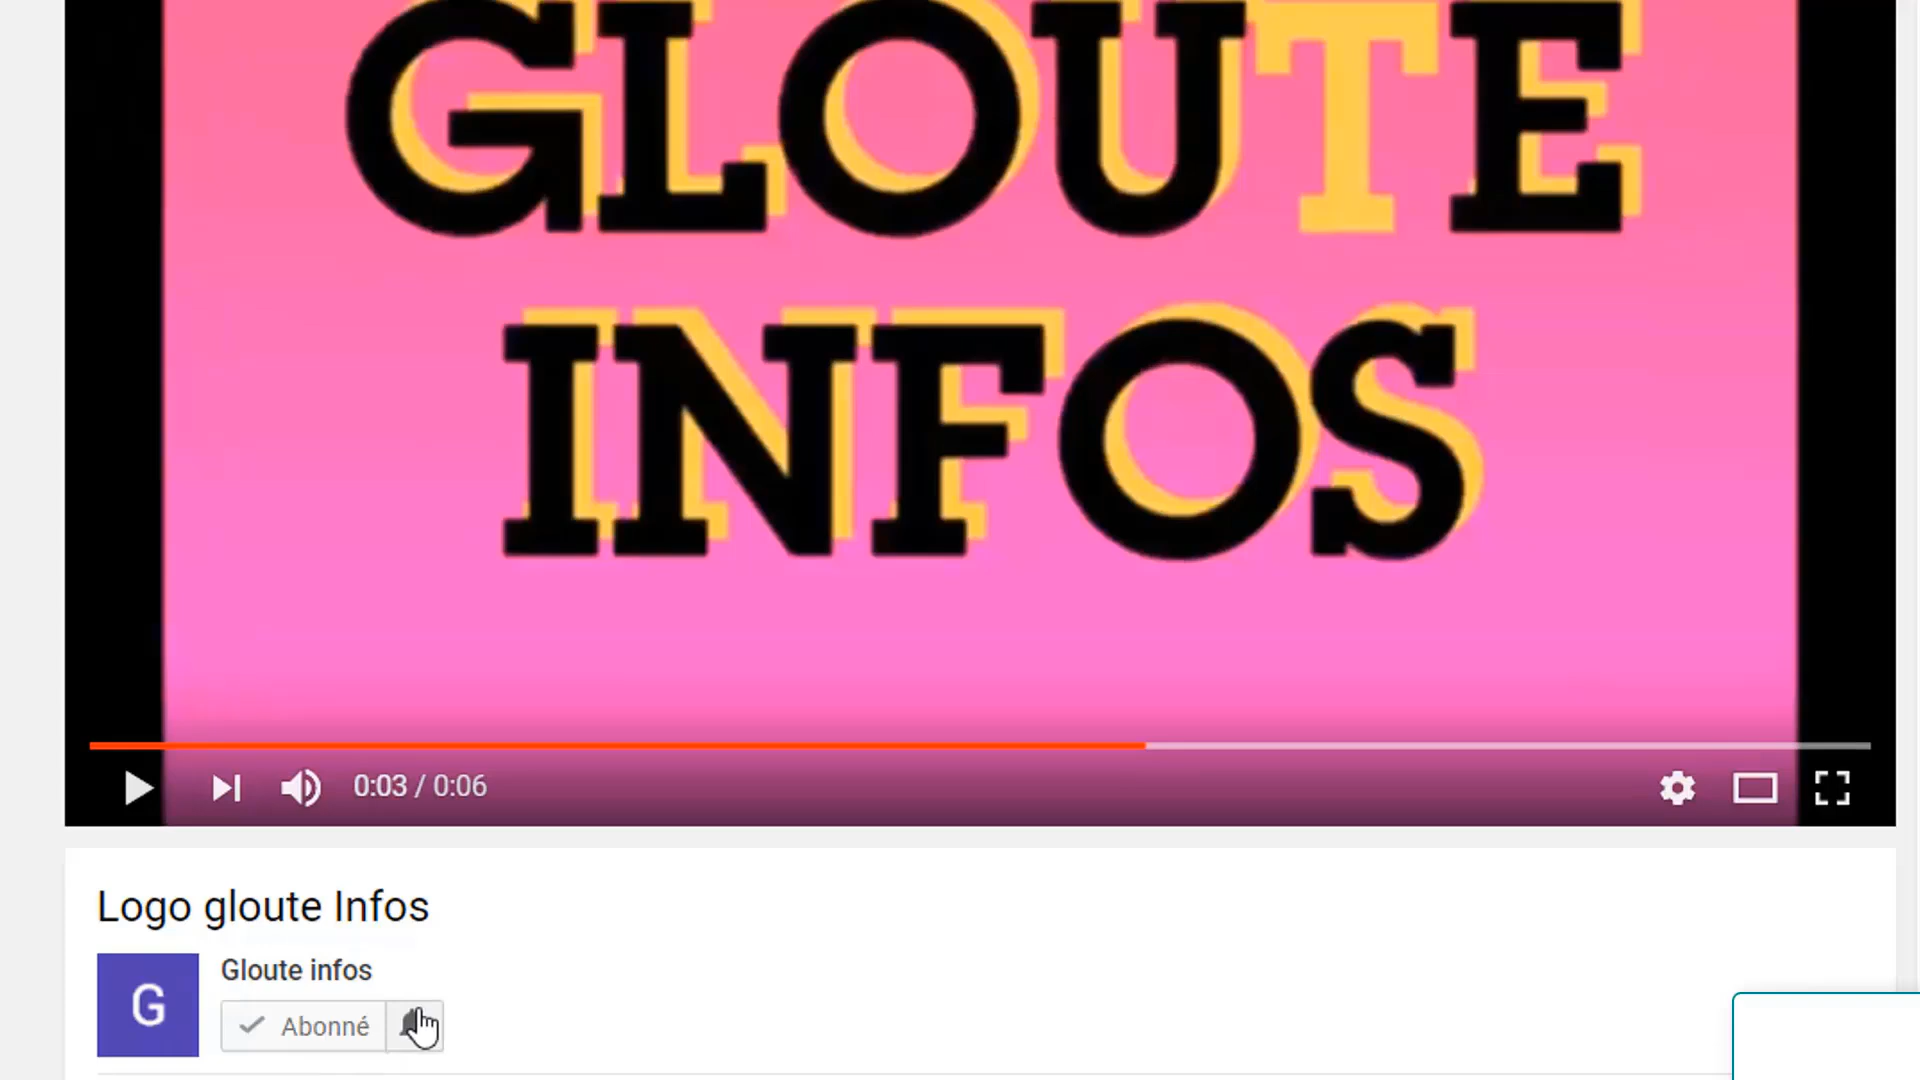 GLOUTE
INFOS
0:03 / 0:06
Logo gloute Infos
G
Gloute infos
Abonné